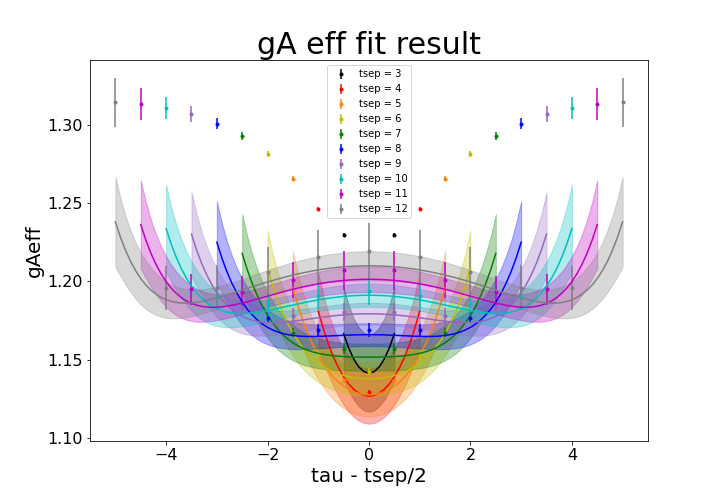 gA eff fit result
tsep = 3
tsep = 4
tsep = 5
tsep = 6
tsep = 7
tsep = 8
tsep = 9
tsep = 10
tsep = 11
tsep = 12
gAeff
1.30
1.25
1.20
1.15
1.10
−4 −2 0 2 4
tau - tsep/2